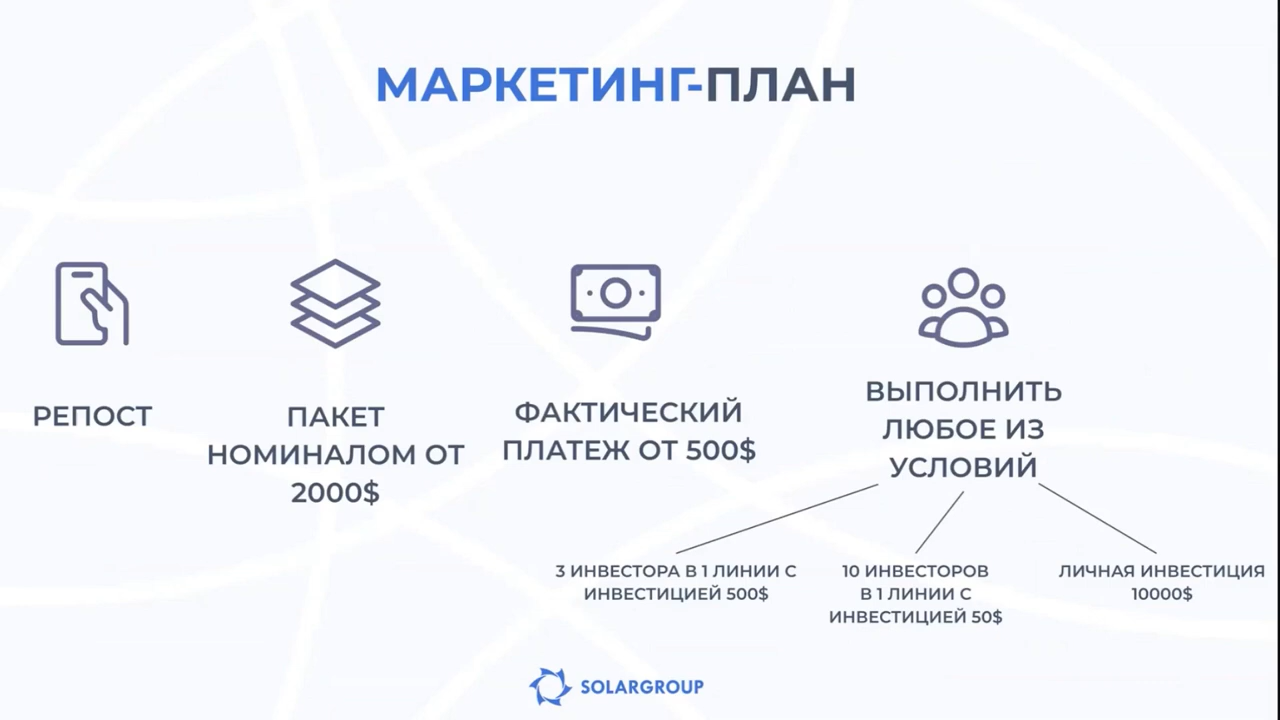 МАРКЕТИНГ-ПЛАН
РЕПОСТ
ПАКЕТ
НОМИНАЛОМ ОТ
2000$
ФАКТИЧЕСКИЙ
ПЛАТЕЖ ОТ 500$
ВЫПОЛНИТЬ
ЛЮБОЕ ИЗ
УСЛОВИЙ
3 ИНВЕСТОРА В 1 ЛИНИИ С
ИНВЕСТИЦИЕЙ 500$
10 ИНВЕСТОРОВ
В 1 ЛИНИИ С
ИНВЕСТИЦИЕЙ 50$
ЛИЧНАЯ ИНВЕСТИЦИЯ
10000$
SOLARGROUP